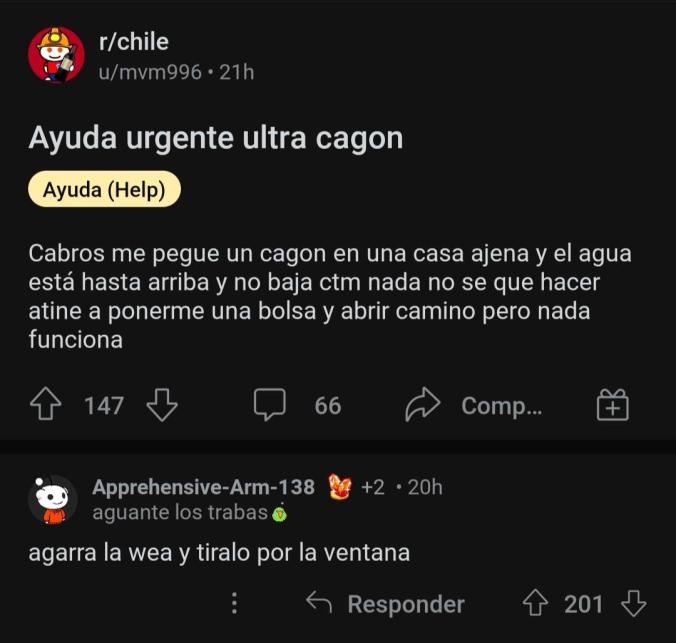 r/chile
u/mvm996 • 21h
Ayuda urgente ultra cagon
Ayuda (Help)
Cabros me pegue un cagon en una casa ajena y el agua
está hasta arriba y no baja ctm nada no se que hacer
atine a ponerme una bolsa y abrir camino pero nada
funciona
147 66 Comp...
Apprehensive-Arm-138 +2 • 20h
aguante los trabas
agarra la wea y tiralo por la ventana
Responder 201